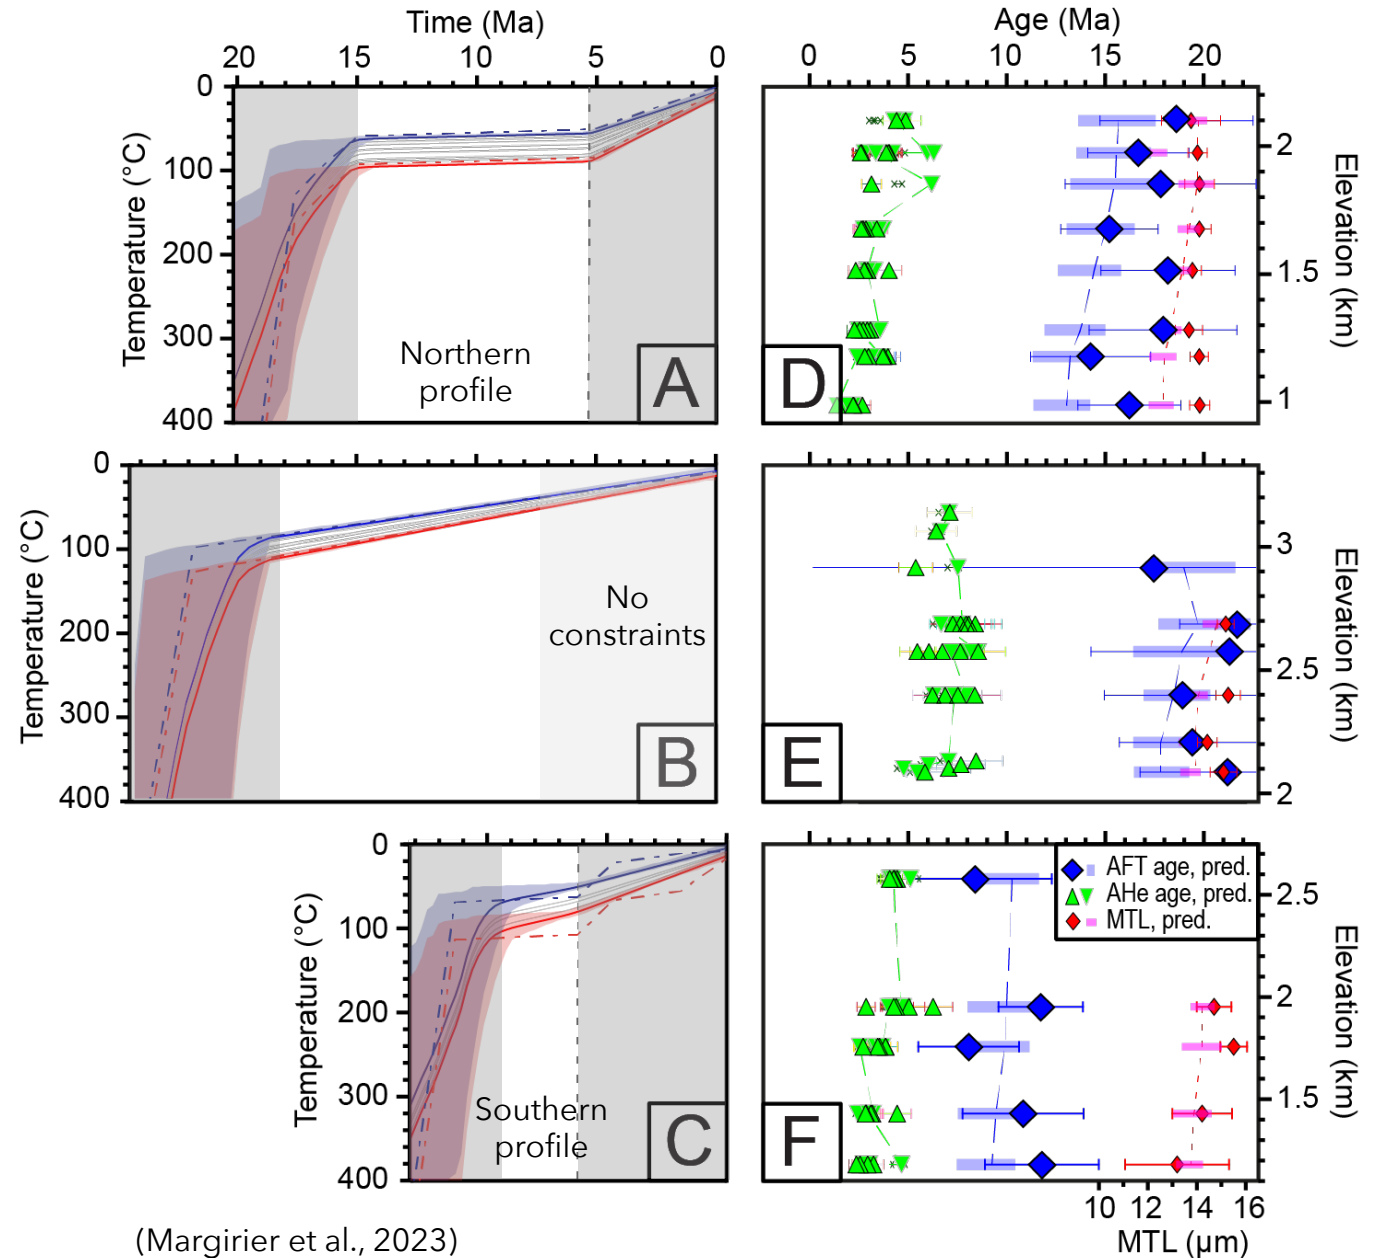 Time (Ma)
20 15 10 5 0
Age (Ma)
0 5 10 15 20
Temperature (°C)
0
100
200
300
400
Northern
profile
A
D
Elevation (km)
2
1.5
1
Temperature (°C)
0
100
200
300
400
No
constraints
B
E
Elevation (km)
3
2.5
2
Temperature (°C)
0
100
200
300
400
Southern
profile
C
AFT age, pred.
AHe age, pred.
MTL, pred.
F
Elevation (km)
2.5
2
1.5
10 12 14 16
MTL (μm)
(Margirier et al., 2023)